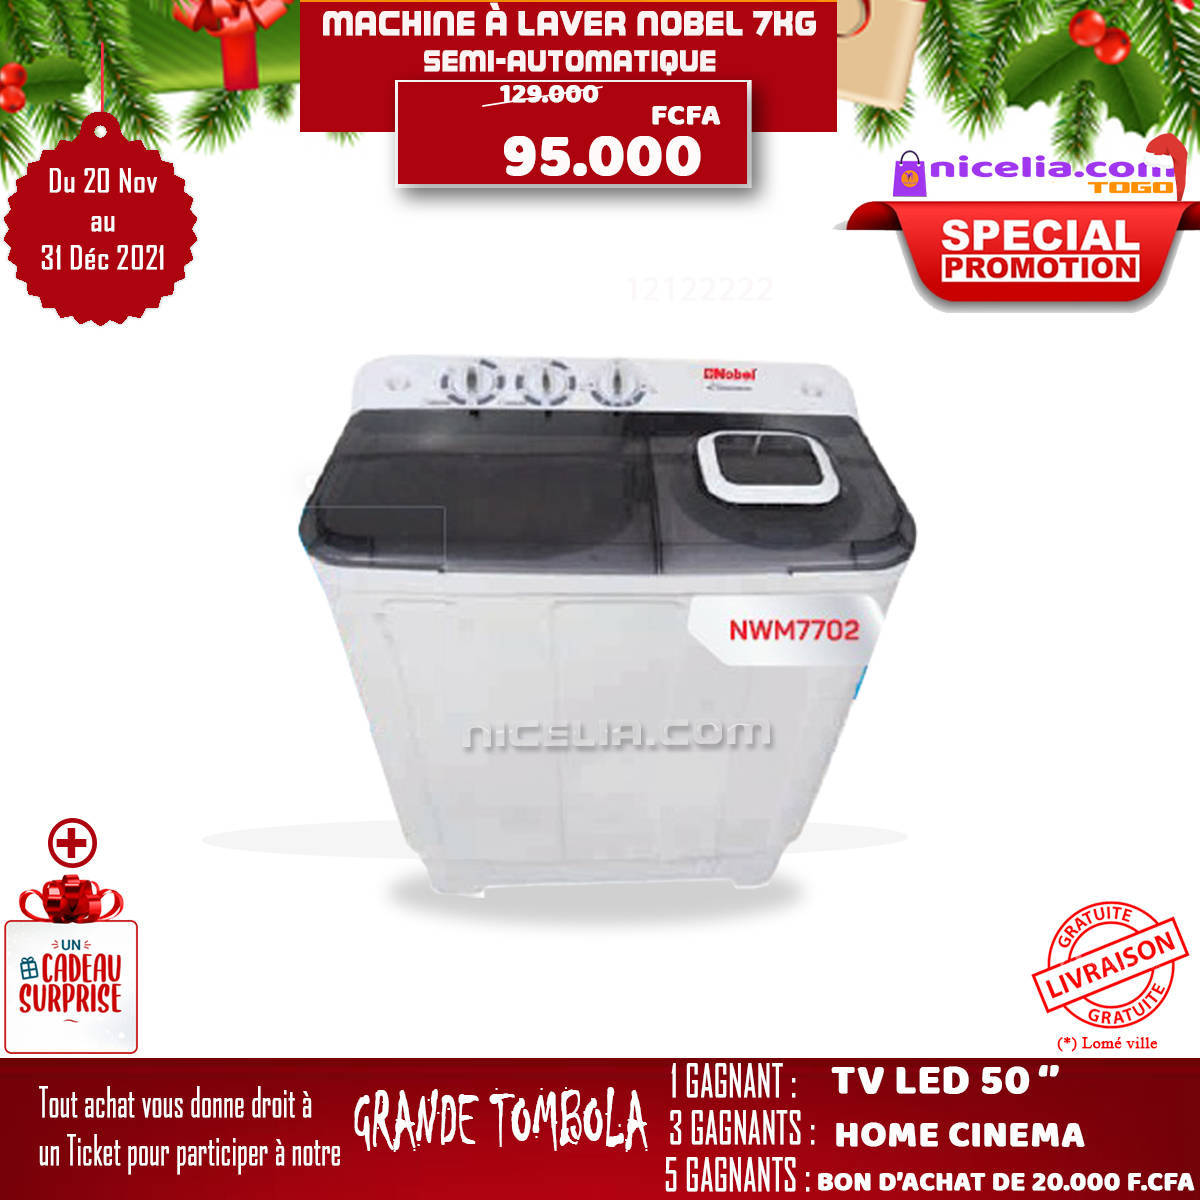 MACHINE À LAVER NOBEL 7KG
SEMI-AUTOMATIQUE
129.000
FCFA
95.000
Du 20 Nov
au
31 Déc 2021
nicelia.com
TOGO
SPECIAL
PROMOTION
12122222
Nobel
NWM7702
NICELIA.COM
UN
CADEAU
SURPRISE
GRATUITE
LIVRAISON
GRATUITE
(*) Lomé ville
Tout achat vous donne droit à
un Ticket pour participer à notre
GRANDE TOMBOLA
1 GAGNANT : TV LED 50 "
3 GAGNANTS : HOME CINEMA
5 GAGNANTS : BON D'ACHAT DE 20.000 F.CFA